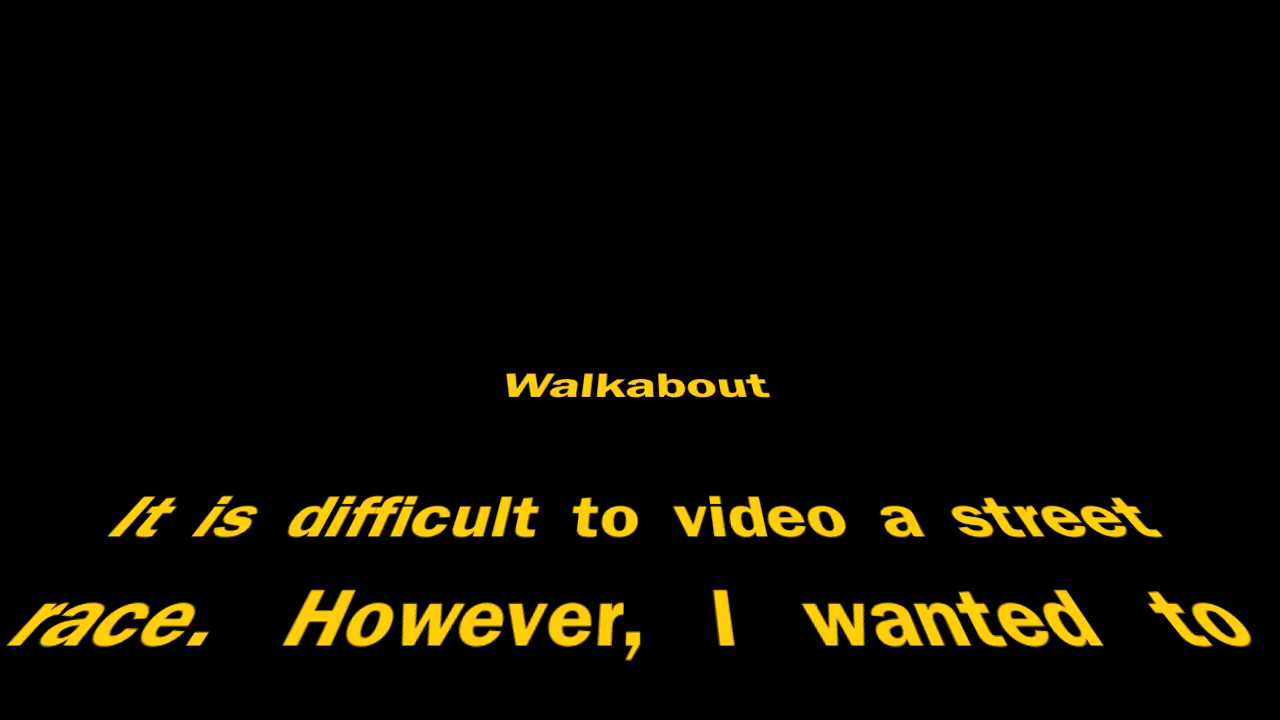 Walkabout
It is difficult to video a street
race. However, I wanted to